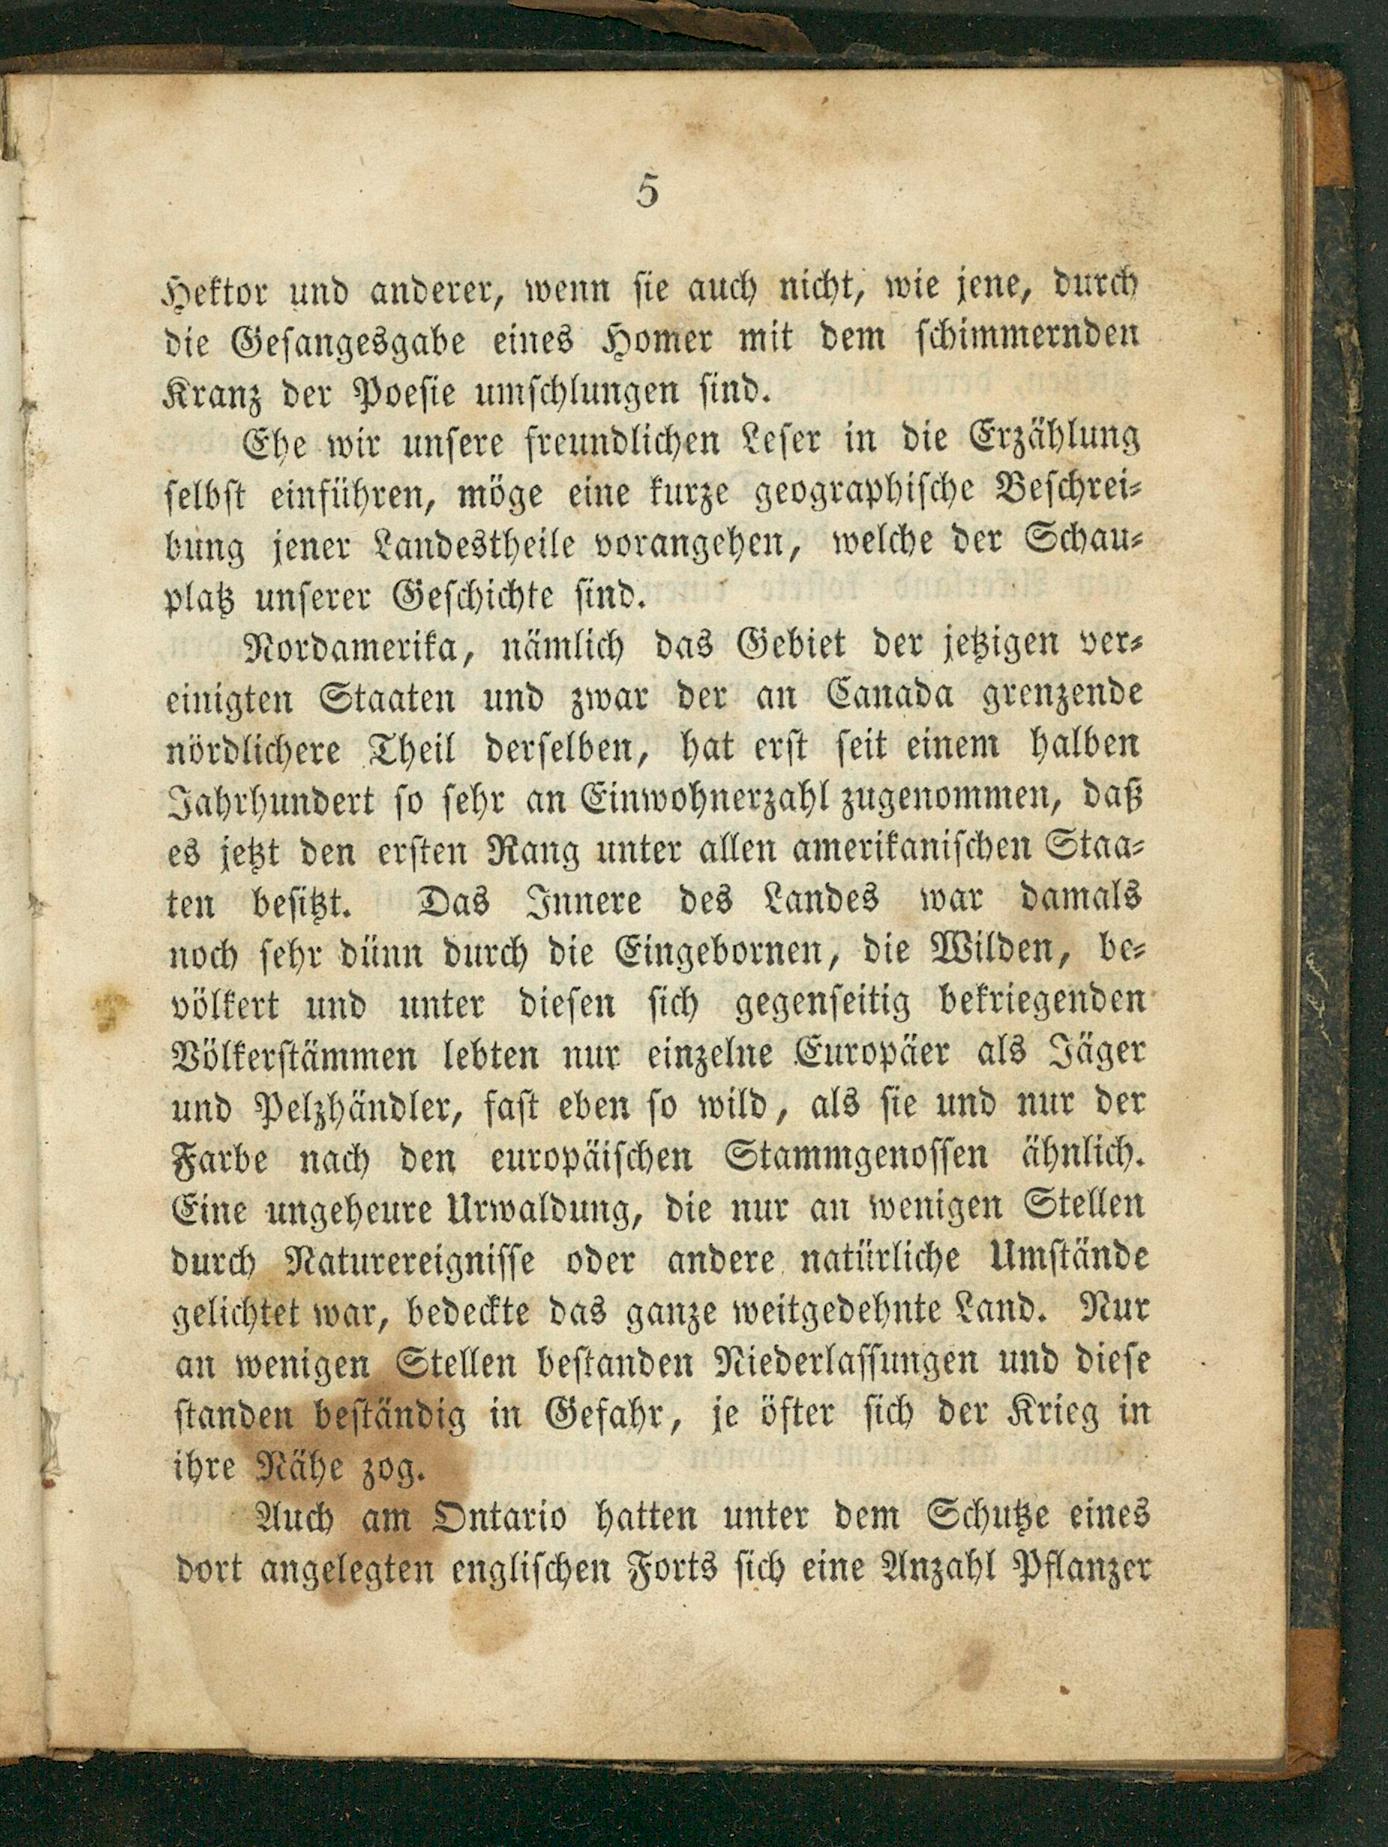 5
Hektor und anderer, wenn sie auch nicht, wie jene, durch
die Gesangesgabe eines Homer mit dem schimmernden
Kranz der Poesie umschlungen sind.
Ehe wir unsere freundlichen Leser in die Erzählung
selbst einführen, möge eine kurze geographische Beschrei-
bung jener Landestheile vorangehen, welche der Schau-
platz unserer Geschichte sind.
Nordamerika, nämlich das Gebiet der jetzigen ver-
einigten Staaten und zwar der an Canada grenzende
nördlichere Theil derselben, hat erst seit einem halben
Jahrhundert so sehr an Einwohnerzahl zugenommen, daß
es jetzt den ersten Rang unter allen amerikanischen Staa-
ten besitzt. Das Innere des Landes war damals
noch sehr dünn durch die Eingebornen, die Wilden, be-
völkert und unter diesen sich gegenseitig bekriegenden
Völkerstämmen lebten nur einzelne Europäer als Jäger
und Pelzhändler, fast eben so wild, als sie und nur der
Farbe nach den europäischen Stammgenossen ähnlich.
Eine ungeheure Urwaldung, die nur an wenigen Stellen
durch Naturereignisse oder andere natürliche Umstände
gelichtet war, bedeckte das ganze weitgedehnte Land. Nur
an wenigen Stellen bestanden Niederlassungen und diese
standen beständig in Gefahr, je öfter sich der Krieg in
ihre Nähe zog.
Auch am Ontario hatten unter dem Schutze eines
dort angelegten englischen Forts sich eine Anzahl Pflanzer